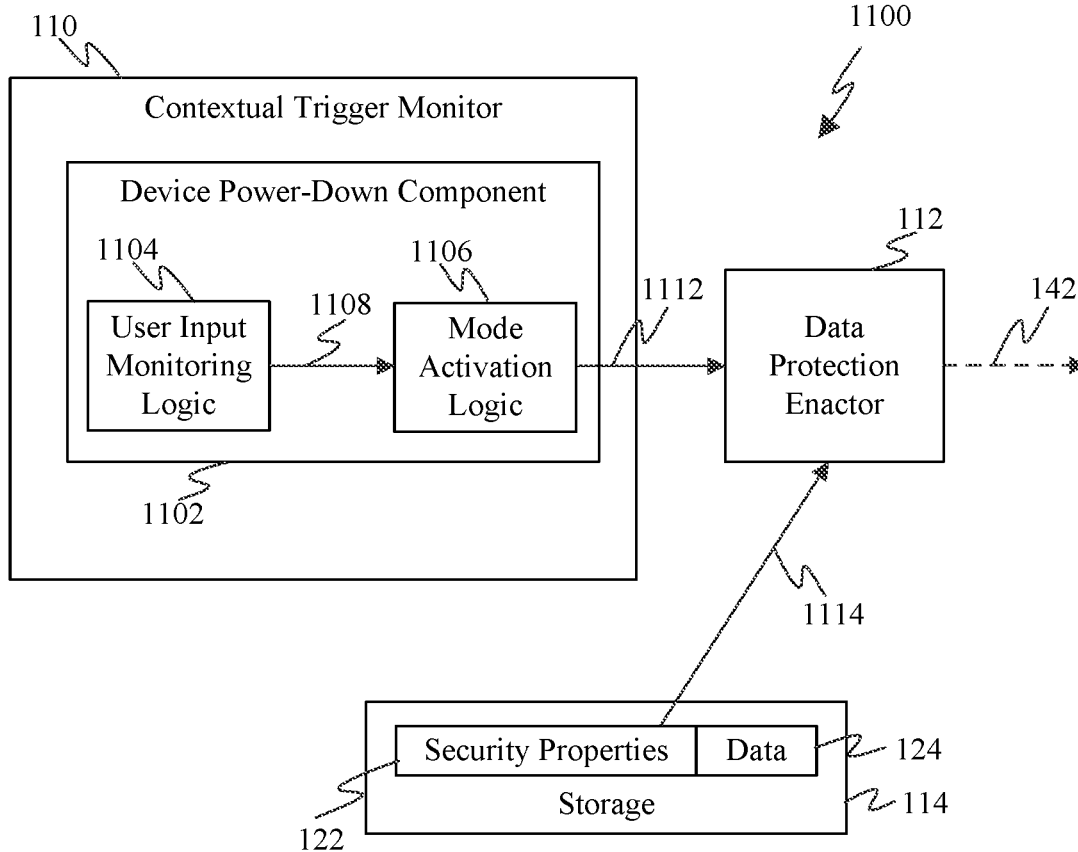 110
1100
Contextual Trigger Monitor
Device Power-Down Component
112
1104
1106
1108
1112
142
User Input
Monitoring
Logic
Mode
Activation
Logic
Data
Protection
Enactor
1102
1114
Security Properties
Data
124
Storage
114
122